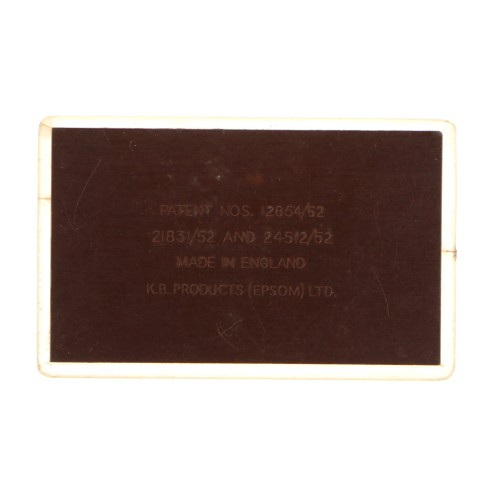 PATENT NOS. 12854/52
21831/52 AND 24512/52
MADE IN ENGLAND
K.B. PRODUCTS (EPSOM) LTD.